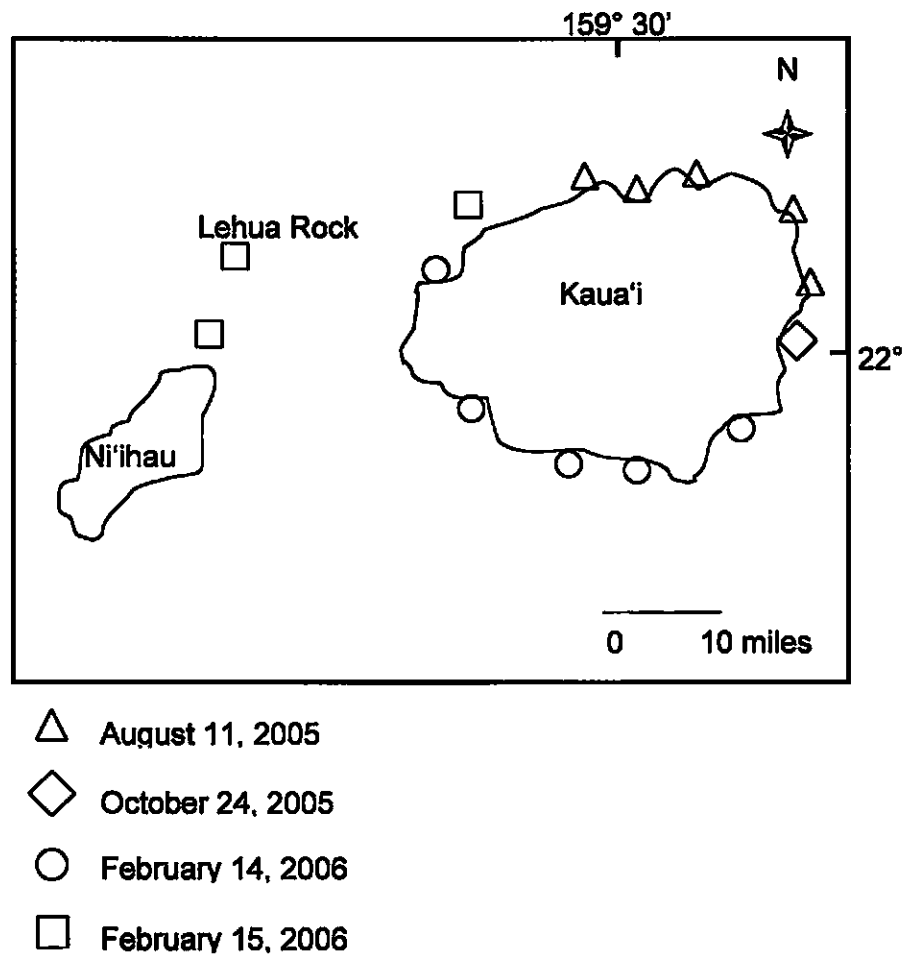 159° 30'
N
Lehua Rock
Kaua'i
22°
Ni'ihau
0 10 miles
August 11, 2005
October 24, 2005
February 14, 2006
February 15, 2006